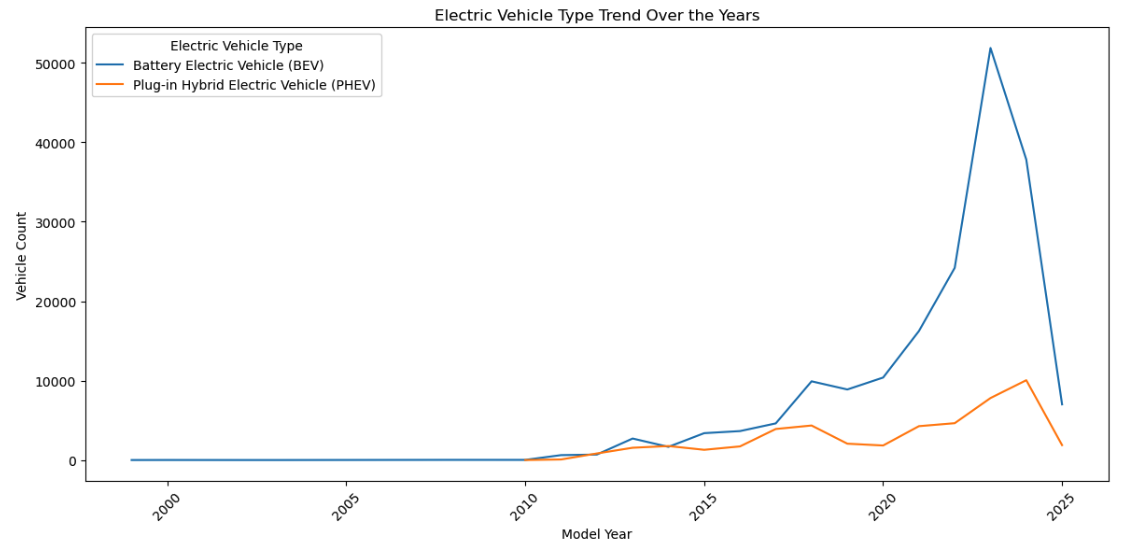 Electric Vehicle Type Trend Over the Years
Electric Vehicle Type
Battery Electric Vehicle (BEV)
Plug-in Hybrid Electric Vehicle (PHEV)
Vehicle Count
50000
40000
30000
20000
10000
0
2000
2005
2010
2015
2020
2025
Model Year